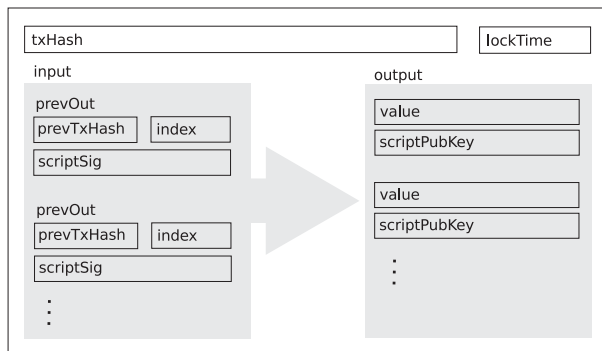 txHash
lockTime
input
prevOut
prevTxHash
index
scriptSig
prevOut
prevTxHash
index
scriptSig
output
value
scriptPubKey
value
scriptPubKey